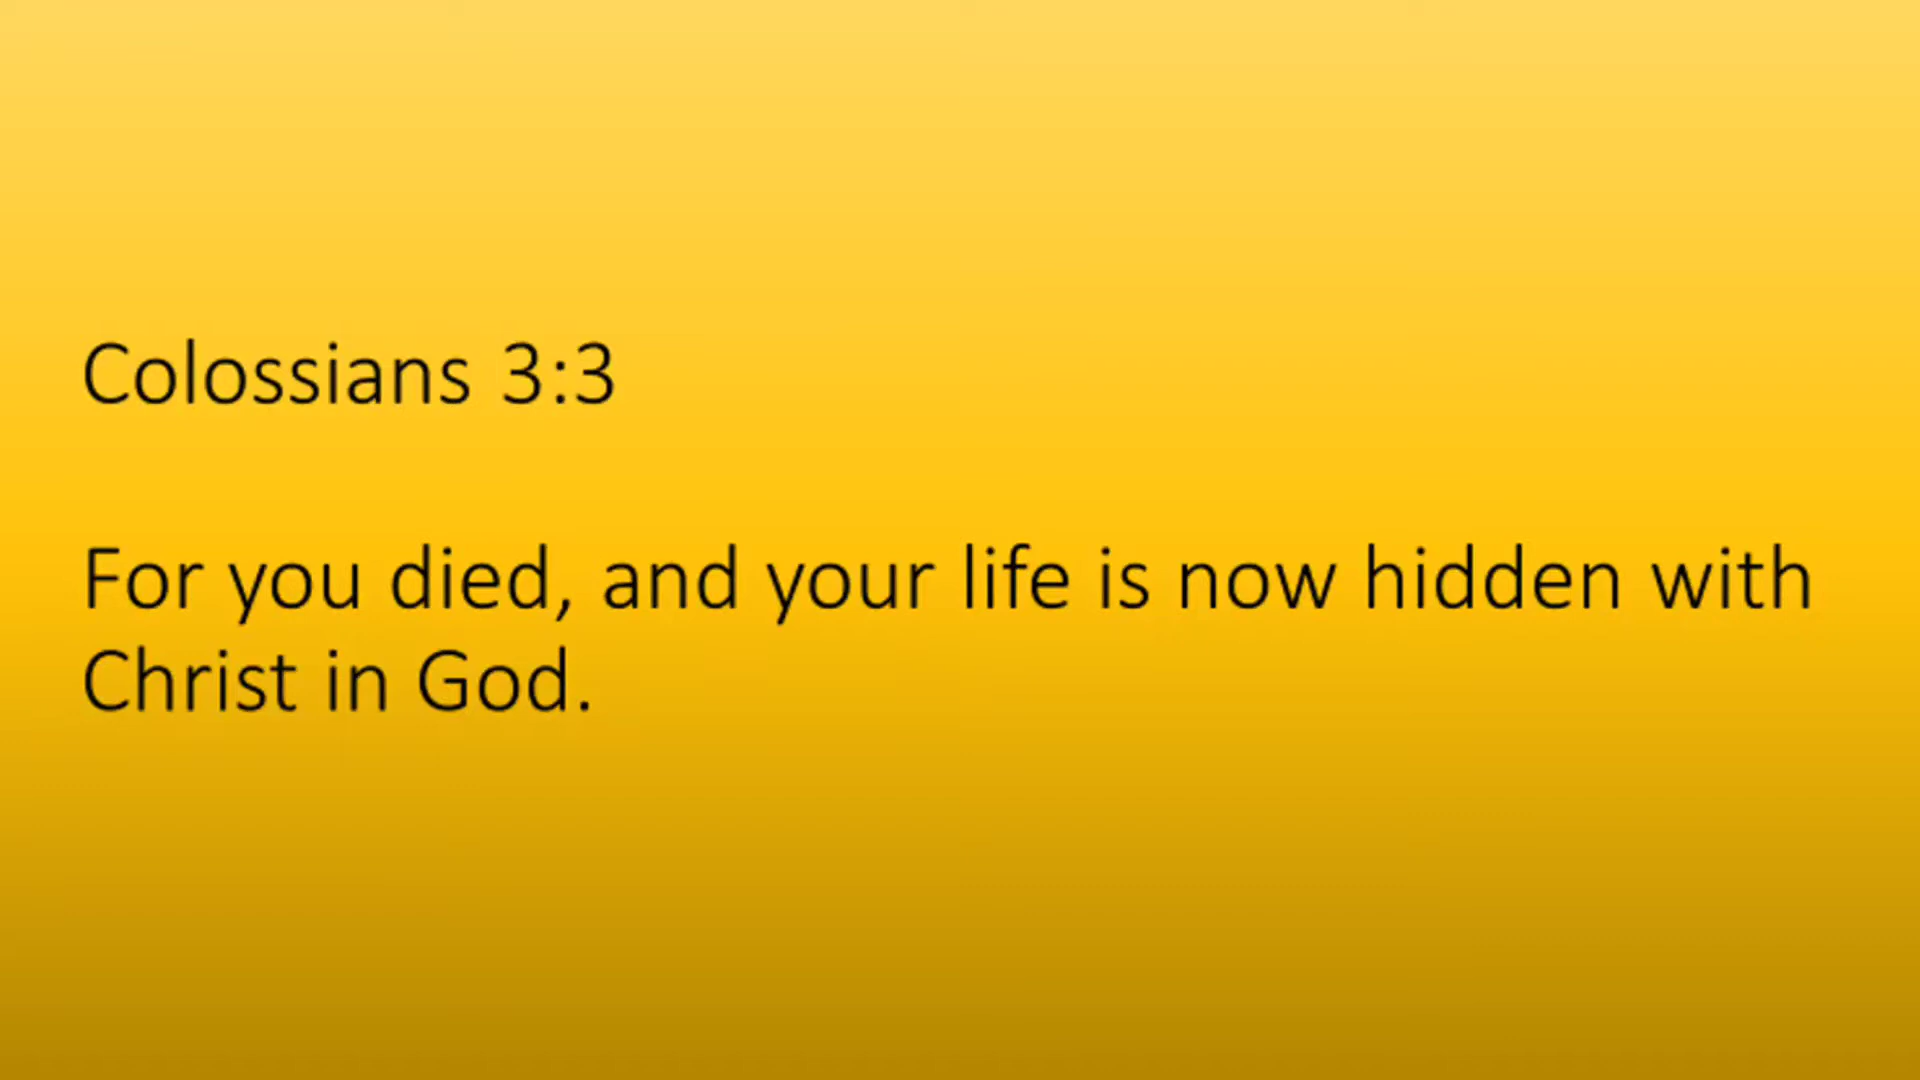 Colossians 3:3
For you died, and your life is now hidden with
Christ in God.